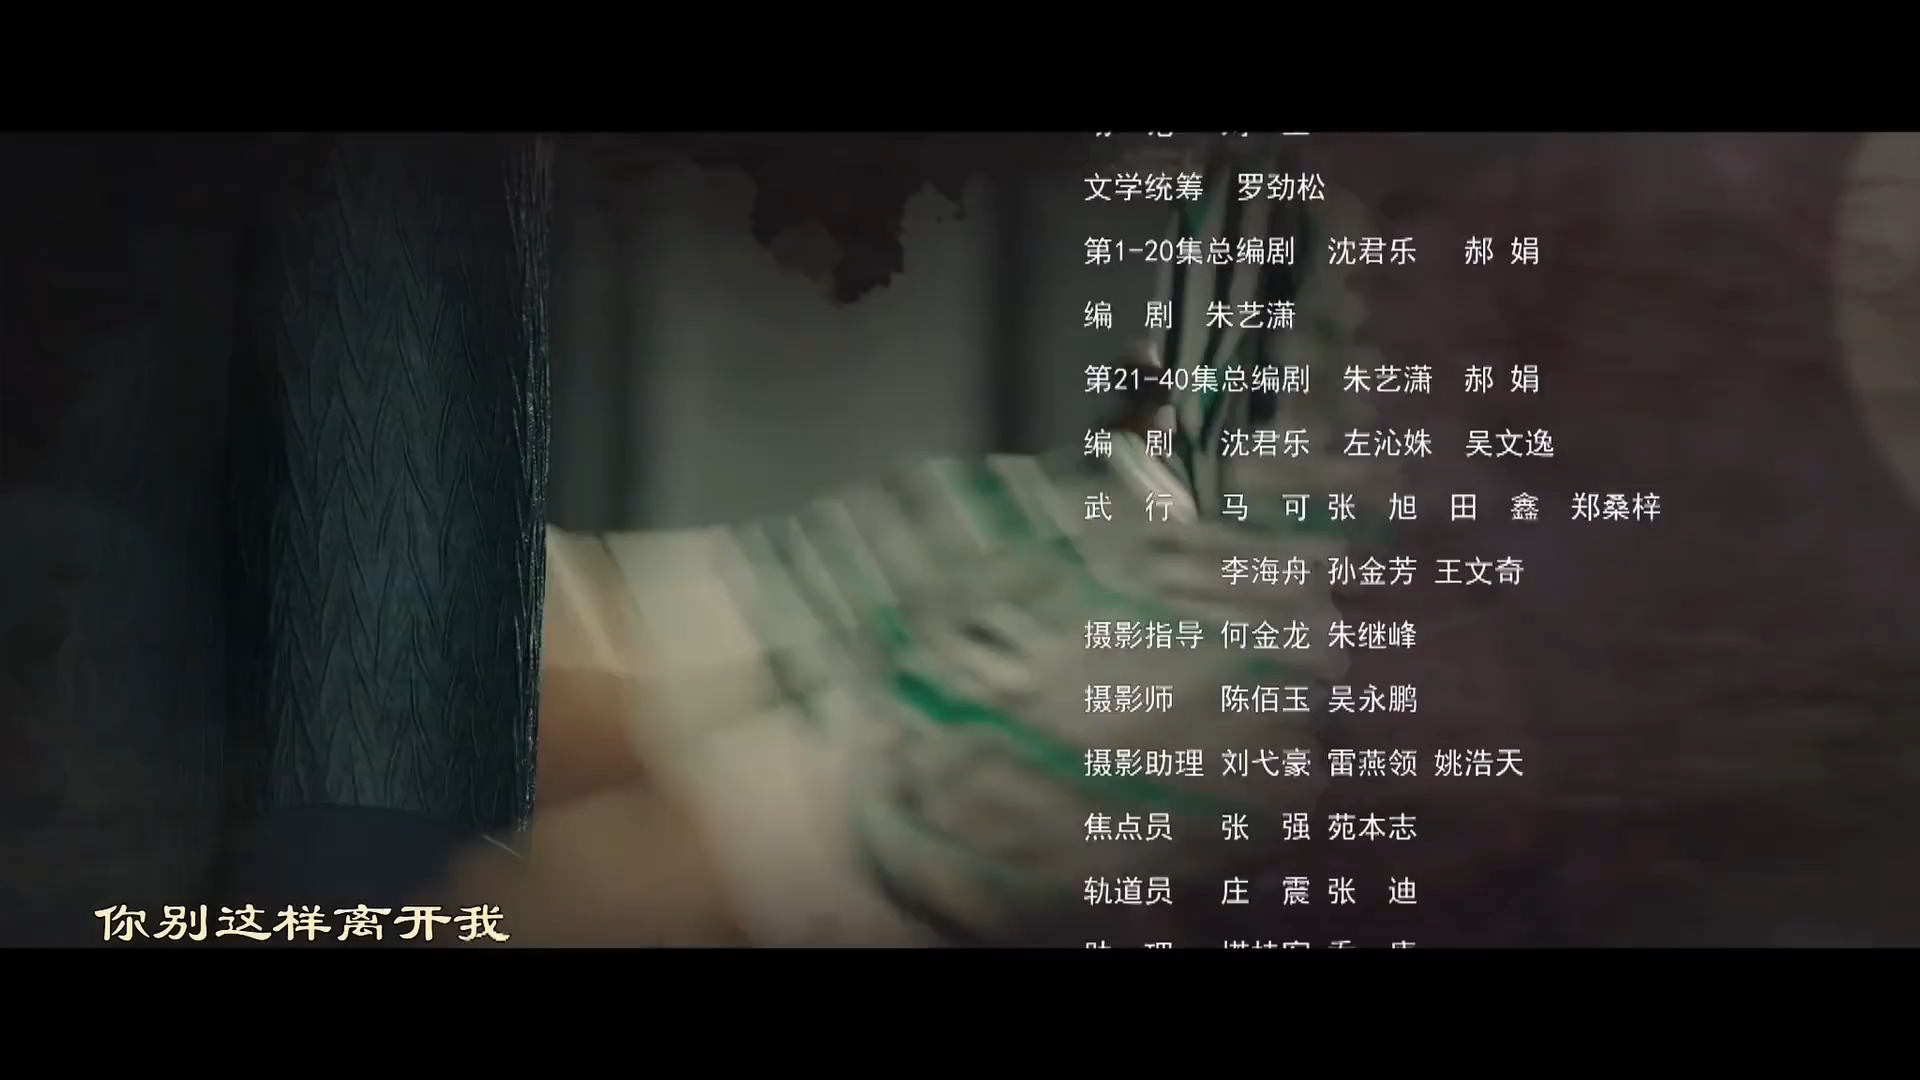 文学统筹 罗劲松
第1-20集总编剧 沈君乐 郝 娟
编 剧 朱艺潇
第21-40集总编剧 朱艺潇 郝 娟
编 剧 沈君乐 左沁姝 吴文逸
武 行 马 可 张 旭 田 鑫 郑桑梓
李海舟 孙金芳 王文奇
摄影指导 何金龙 朱继峰
摄影师 陈佰玉 吴永鹏
摄影助理 刘弋豪 雷燕领 姚浩天
焦点员 张 强 苑本志
轨道员 庄 震 张 迪
你别这样离开我